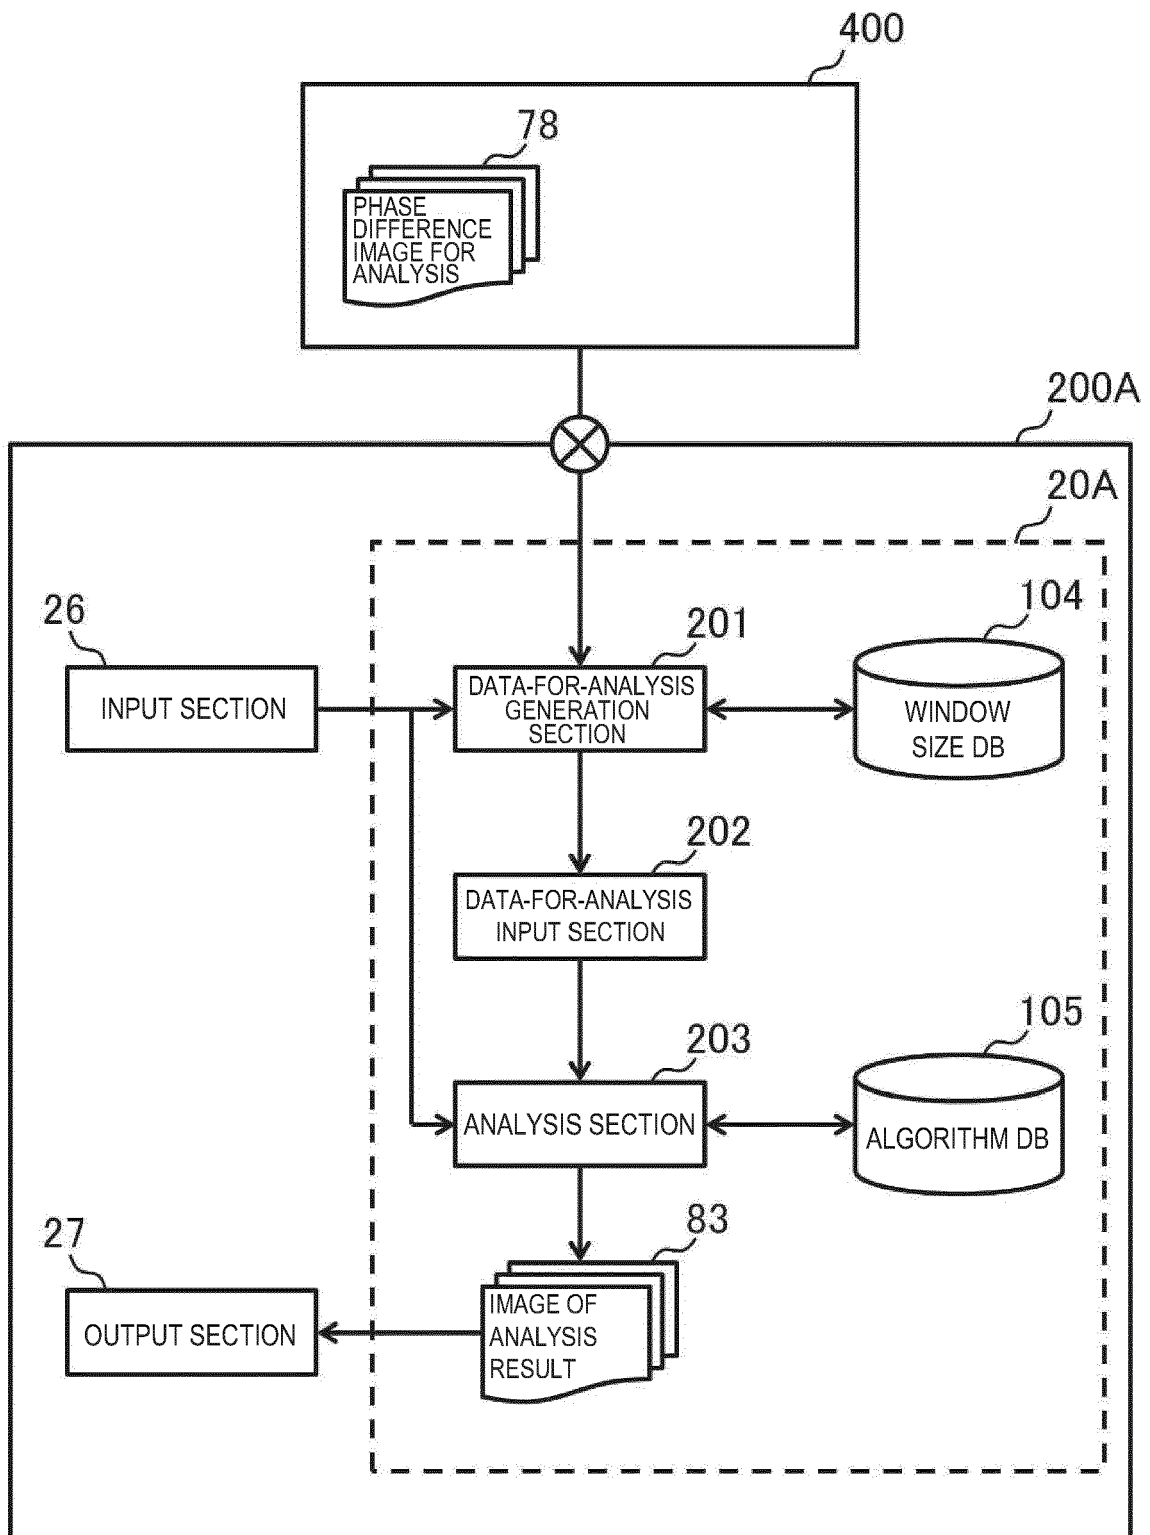 400
78
PHASE
DIFFERENCE
IMAGE FOR
ANALYSIS
200A
20A
26
INPUT SECTION
201
DATA-FOR-ANALYSIS
GENERATION
SECTION
104
WINDOW
SIZE DB
202
DATA-FOR-ANALYSIS
INPUT SECTION
203
ANALYSIS SECTION
105
ALGORITHM DB
83
IMAGE OF
ANALYSIS
RESULT
27
OUTPUT SECTION